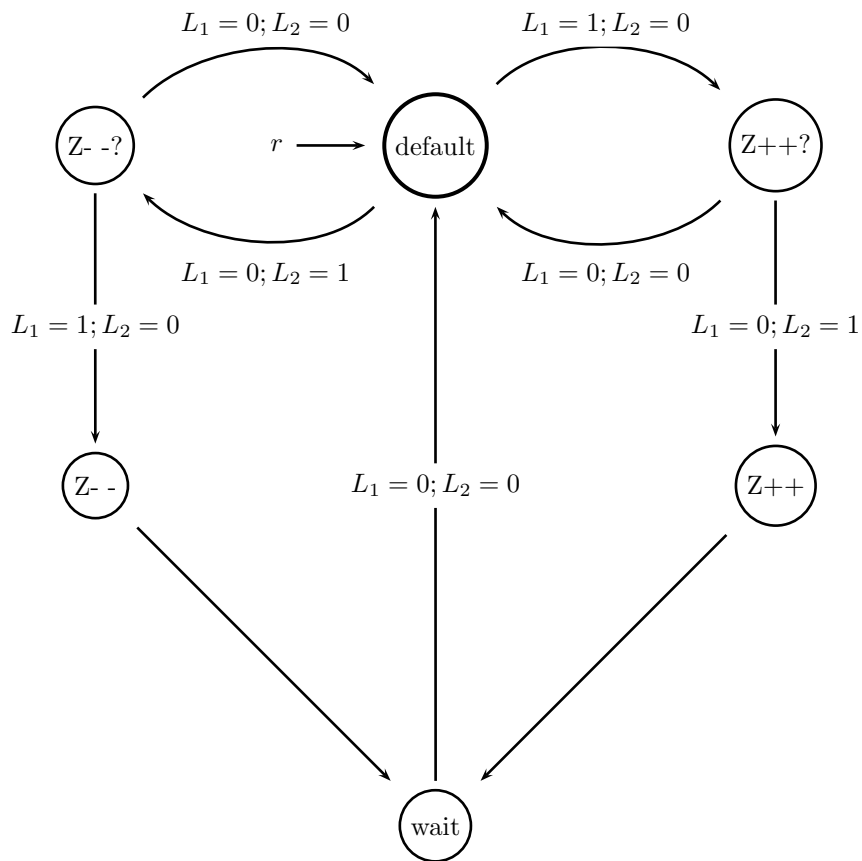 L₁ = 0; L₂ = 0
L₁ = 1; L₂ = 0
Z- -?
r
default
Z++?
L₁ = 0; L₂ = 1
L₁ = 0; L₂ = 0
L₁ = 1; L₂ = 0
L₁ = 0; L₂ = 1
Z- -
L₁ = 0; L₂ = 0
Z++
wait